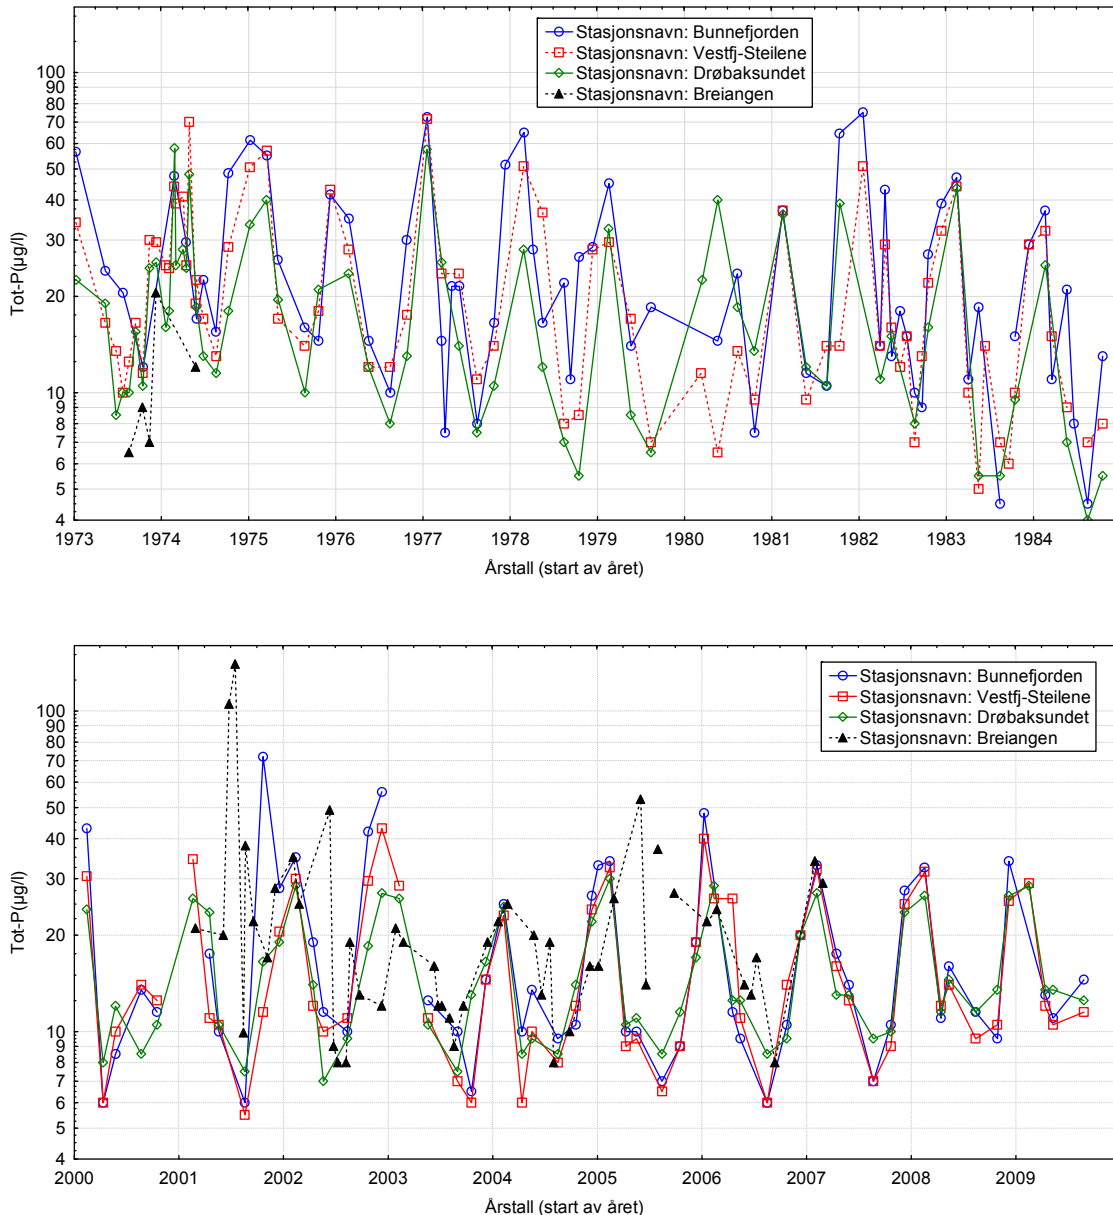 Stasjonsnavn: Bunnefjorden
Stasjonsnavn: Vestfj-Steilene
Stasjonsnavn: Drøbaksundet
Stasjonsnavn: Breiangen
Tot-P(µg/l)
100
90
80
70
60
50
40
30
20
10
9
8
7
6
5
4
1973 1974 1975 1976 1977 1978 1979 1980 1981 1982 1983 1984
Årstall (start av året)
Stasjonsnavn: Bunnefjorden
Stasjonsnavn: Vestfj-Steilene
Stasjonsnavn: Drøbaksundet
Stasjonsnavn: Breiangen
Tot-P(µg/l)
100
90
80
70
60
50
40
30
20
10
9
8
7
6
5
4
2000 2001 2002 2003 2004 2005 2006 2007 2008 2009
Årstall (start av året)